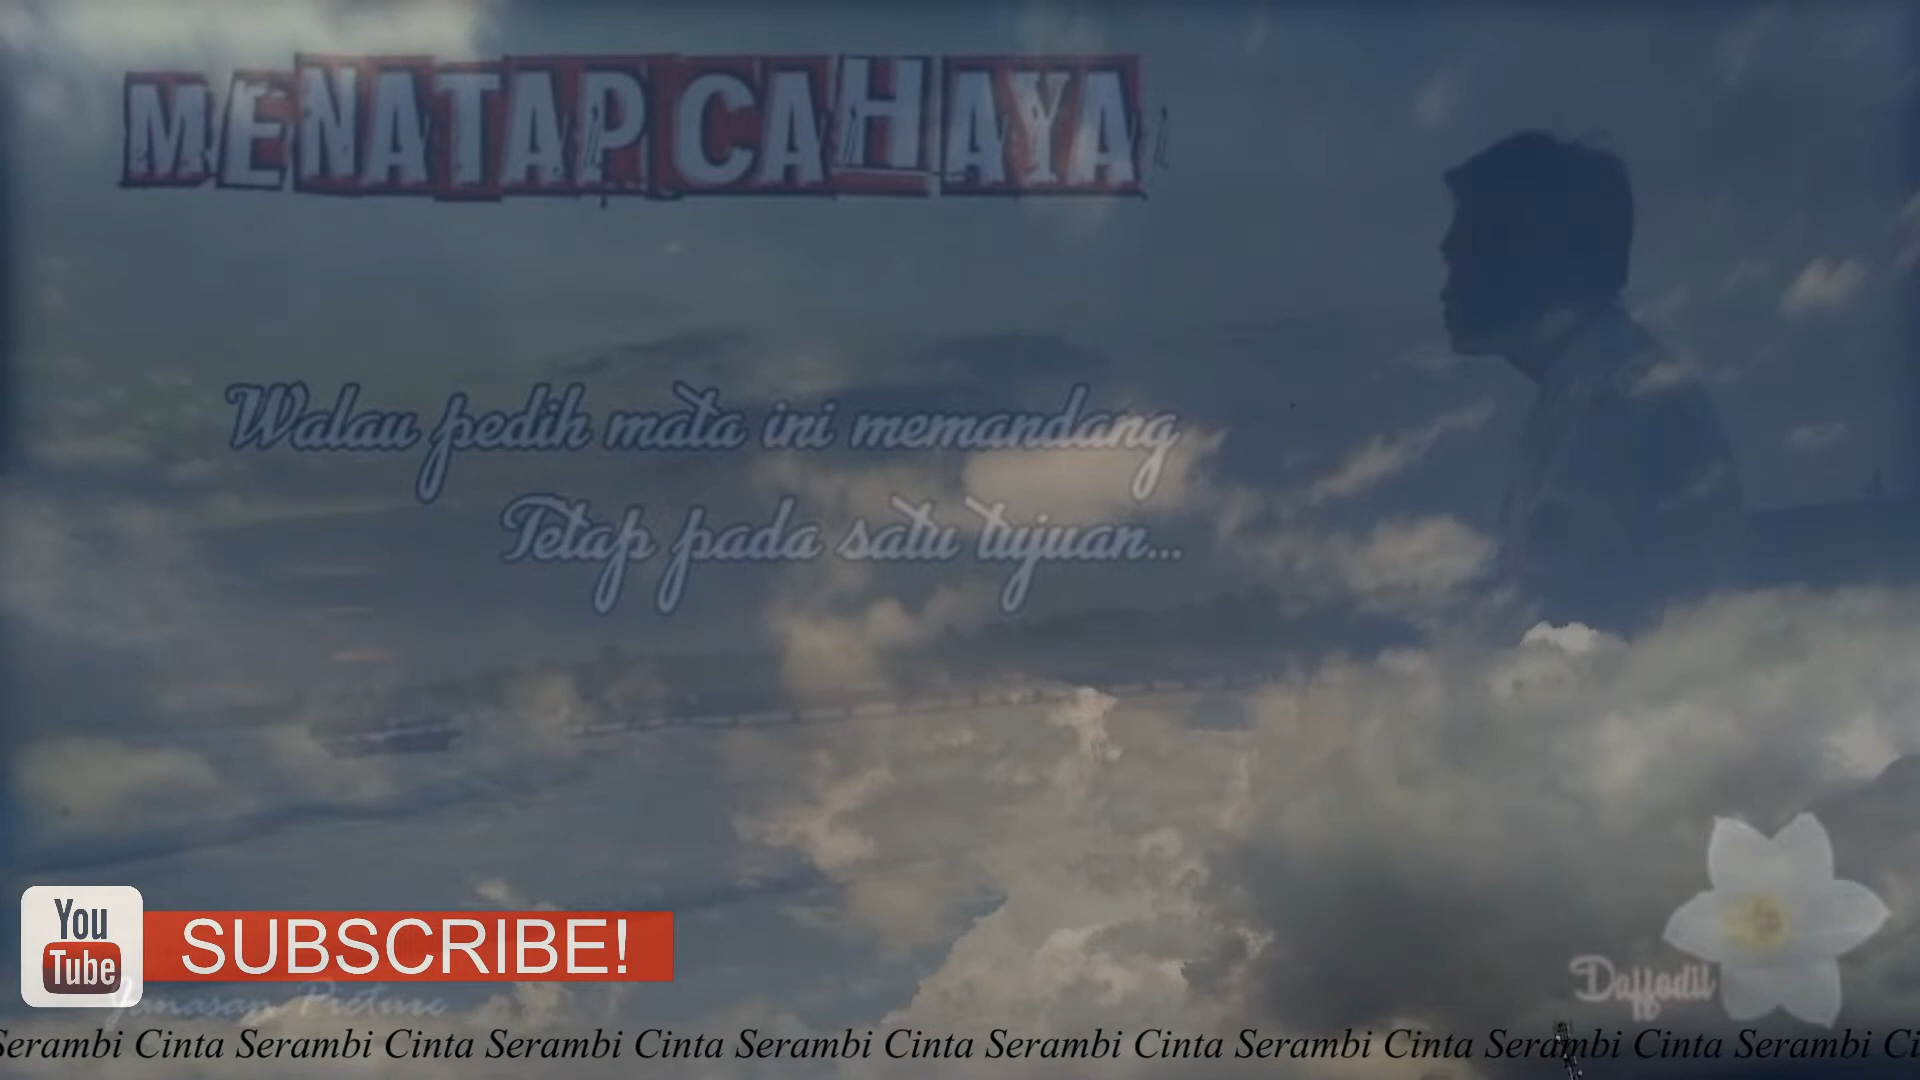 MENATAP CAHAYA
Walau pedih mata ini memandang
Tetap pada satu tujuan...
You
Tube
SUBSCRIBE!
Daffodil
Picture
Serambi Cinta Serambi Cinta Serambi Cinta Serambi Cinta Serambi Cinta Serambi Cinta Serambi Cinta Serambi Ci